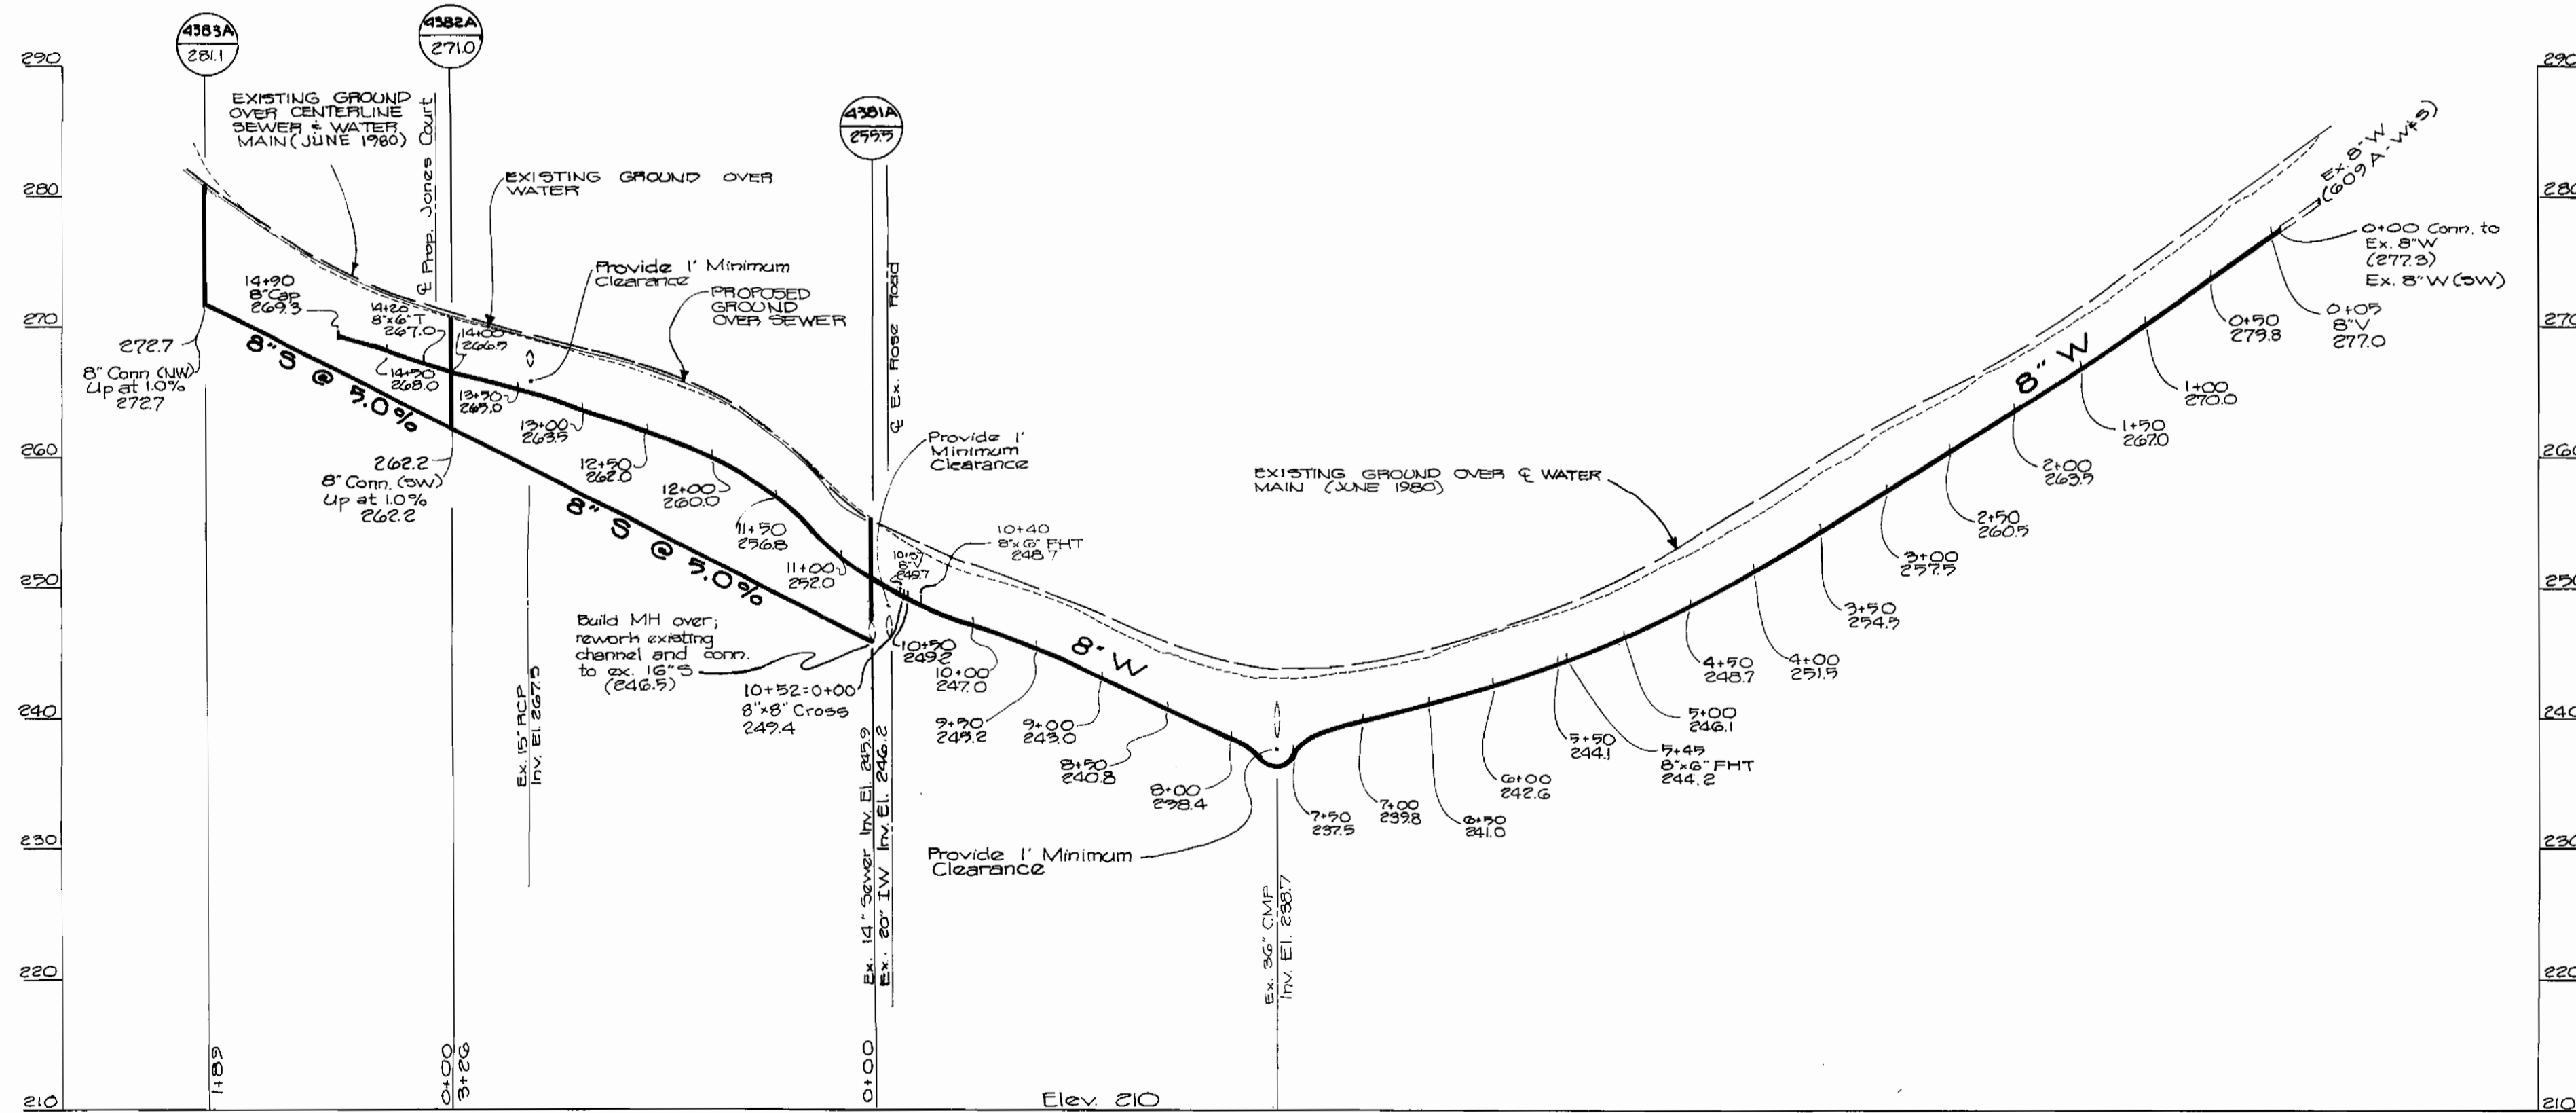 4383A
281.1
4382A
271.0
4381A
255.5
290
280
270
260
250
240
230
220
210
EXISTING GROUND
OVER CENTERLINE
SEWER & WATER
MAIN (JUNE 1980)
℄ Prop. Jones Court
EXISTING GROUND OVER
WATER
Provide 1' Minimum
Clearance
PROPOSED
GROUND
OVER SEWER
℄ Ex. Rose Road
14+90
8" Cap
269.3
14+20
8"x6" T
267.0
14+00
266.5
14+50
268.0
13+50
265.0
13+00
263.5
12+50
262.0
12+00
260.0
11+50
256.8
11+00
252.0
272.7
8" Conn (NW)
Up at 1.0%
272.7
8" S @ 5.0%
262.2
8" Conn. (SW)
Up at 1.0%
262.2
8" S @ 5.0%
Ex. 15" RCP
Inv. El. 267.5
Build MH over;
rework existing
channel and conn.
to ex. 16" S
(246.5)
Provide 1'
Minimum
Clearance
10+57
8" V
249.7
10+40
8"x6" FHT
248.7
10+52=0+00
8"x8" Cross
249.4
10+50
249.2
10+00
247.0
9+50
245.2
9+00
243.0
8+50
240.8
8+00
238.4
8" W
Ex. 14" Sewer Inv. El. 245.9
Ex. 20" IW Inv. El. 246.2
Provide 1' Minimum
Clearance
Ex. 36" CMP
Inv. El. 238.7
7+50
237.5
7+00
239.8
6+50
241.0
6+00
242.6
5+50
244.1
5+45
8"x6" FHT
244.2
5+00
246.1
4+50
248.7
4+00
251.5
3+50
254.5
3+00
257.5
2+50
260.5
2+00
263.5
1+50
267.0
1+00
270.0
0+50
273.8
0+05
8"V
277.0
EXISTING GROUND OVER ℄ WATER
MAIN (JUNE 1980)
8" W
Ex. 8" W
(609 A-W&S)
0+00 Conn. to
Ex. 8" W
(277.3)
Ex. 8" W (SW)
290
280
270
260
250
240
230
220
210
1+89
0+00
3+26
0+00
Elev. 210